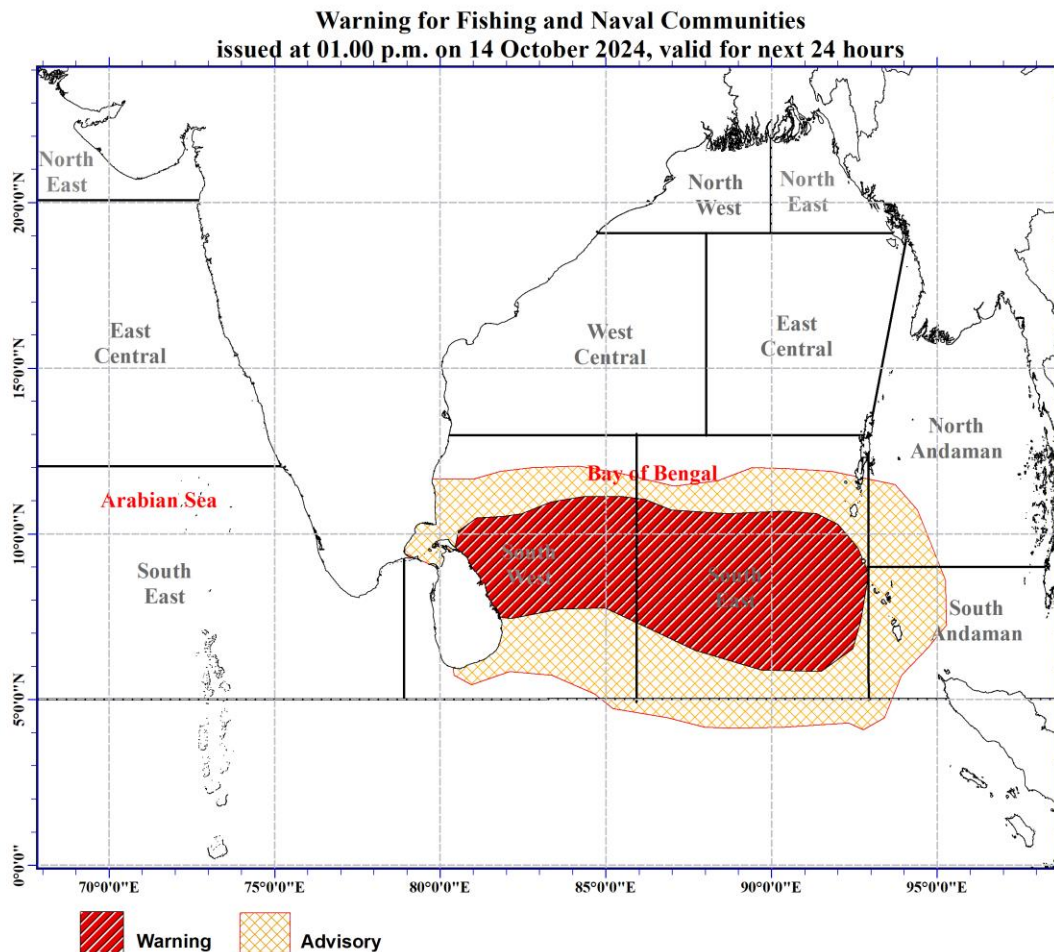 Warning for Fishing and Naval Communities
issued at 01.00 p.m. on 14 October 2024, valid for next 24 hours
North
East
North
West
North
East
East
Central
West
Central
East
Central
North
Andaman
Bay of Bengal
Arabian Sea
South
East
South
West
South
East
South
Andaman
20°0'0"N
15°0'0"N
10°0'0"N
5°0'0"N
0°0'0"
70°0'0"E
75°0'0"E
80°0'0"E
85°0'0"E
90°0'0"E
95°0'0"E
Warning
Advisory